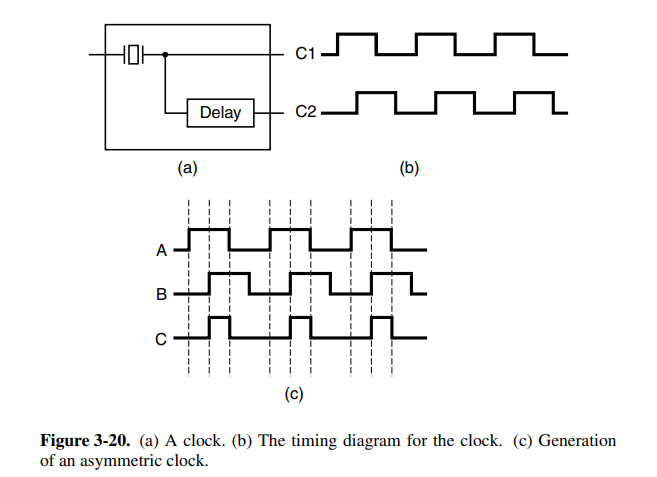 C1
Delay
C2
(a)
(b)
A
B
C
(c)
Figure 3-20. (a) A clock. (b) The timing diagram for the clock. (c) Generation
of an asymmetric clock.